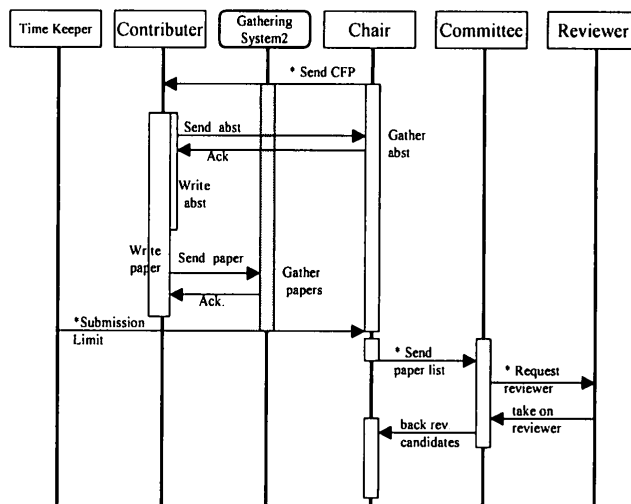 Time Keeper
Contributer
Gathering
System2
Chair
Committee
Reviewer
* Send CFP
Send abst
Gather
abst
Ack
Write
abst
Write
paper
Send paper
Gather
papers
Ack.
*Submission
Limit
* Send
paper list
* Request
reviewer
take on
reviewer
back rev
candidates